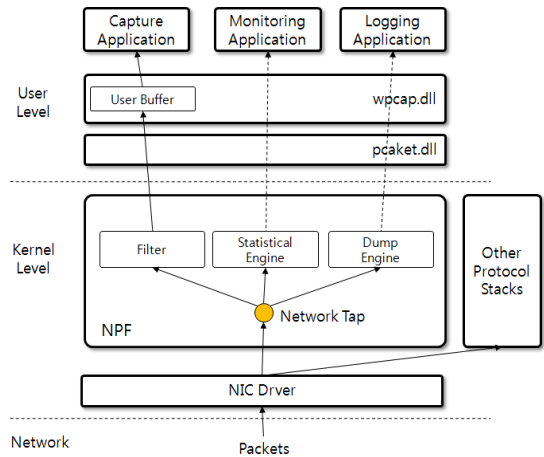 Capture
Application
Monitoring
Application
Logging
Application
User
Level
User Buffer
wpcap.dll
pcaket.dll
Kernel
Level
Filter
Statistical
Engine
Dump
Engine
Other
Protocol
Stacks
Network Tap
NPF
NIC Drver
Network
Packets